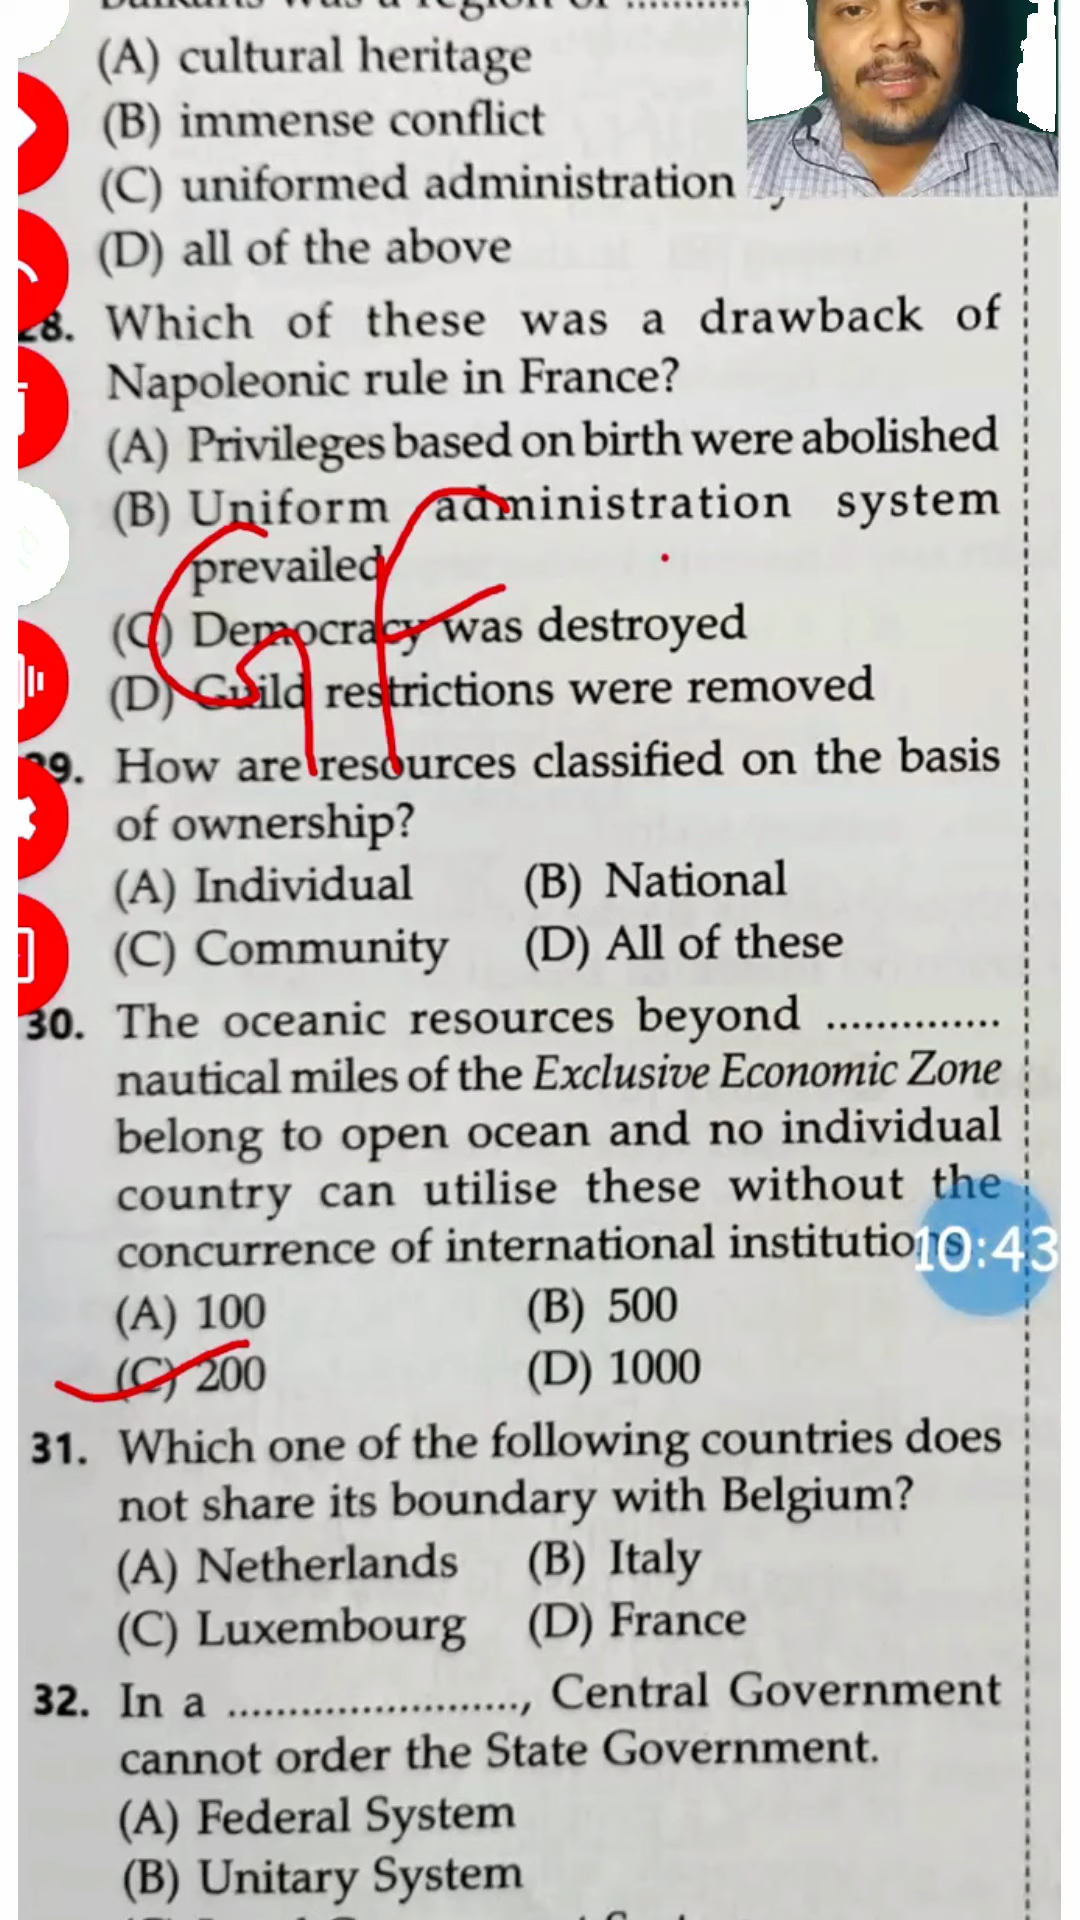 (A) cultural heritage
(B) immense conflict
(C) uniformed administration
(D) all of the above
28. Which of these was a drawback of
Napoleonic rule in France?
(A) Privileges based on birth were abolished
(B) Uniform administration system
prevailed
(C) Democracy was destroyed
(D) Guild restrictions were removed
29. How are resources classified on the basis
of ownership?
(A) Individual (B) National
(C) Community (D) All of these
30. The oceanic resources beyond ..............
nautical miles of the Exclusive Economic Zone
belong to open ocean and no individual
country can utilise these without the
concurrence of international institutions
10:43
(A) 100 (B) 500
(C) 200 (D) 1000
31. Which one of the following countries does
not share its boundary with Belgium?
(A) Netherlands (B) Italy
(C) Luxembourg (D) France
32. In a ........................, Central Government
cannot order the State Government.
(A) Federal System
(B) Unitary System